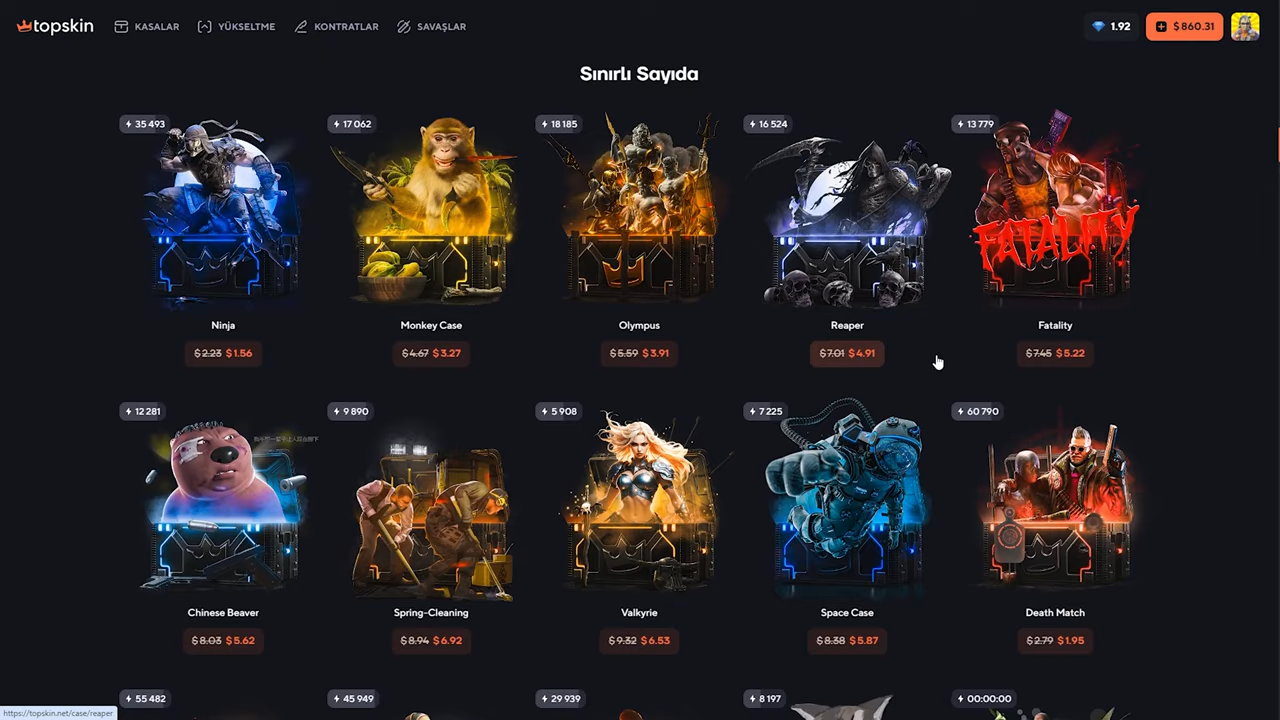 topskin
KASALAR
YÜKSELTME
KONTRATLAR
SAVAŞLAR
1.92
$ 860.31
Sınırlı Sayıda
35 493
17 062
18 185
16 524
13 779
FATALITY
Ninja
Monkey Case
Olympus
Reaper
Fatality
$ 2.23 $ 1.56
$ 4.67 $ 3.27
$ 5.59 $ 3.91
$ 7.01 $ 4.91
$ 7.45 $ 5.22
12 281
9 890
5 908
7 225
60 790
Chinese Beaver
Spring-Cleaning
Valkyrie
Space Case
Death Match
$ 8.03 $ 5.62
$ 8.94 $ 6.92
$ 9.32 $ 6.53
$ 8.38 $ 5.87
$ 2.79 $ 1.95
55 482
45 949
29 939
8 197
00:00:00
https://topskin.net/case/reaper